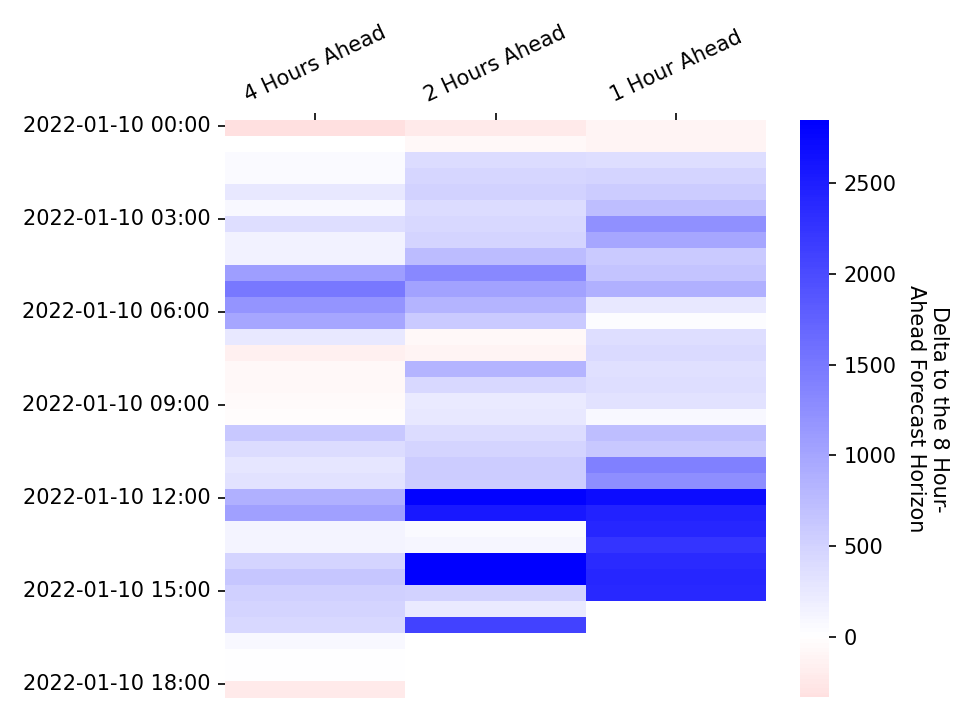 4 Hours Ahead
2 Hours Ahead
1 Hour Ahead
2022-01-10 00:00
2022-01-10 03:00
2022-01-10 06:00
2022-01-10 09:00
2022-01-10 12:00
2022-01-10 15:00
2022-01-10 18:00
2500
2000
1500
1000
500
0
Delta to the 8 Hour-
Ahead Forecast Horizon